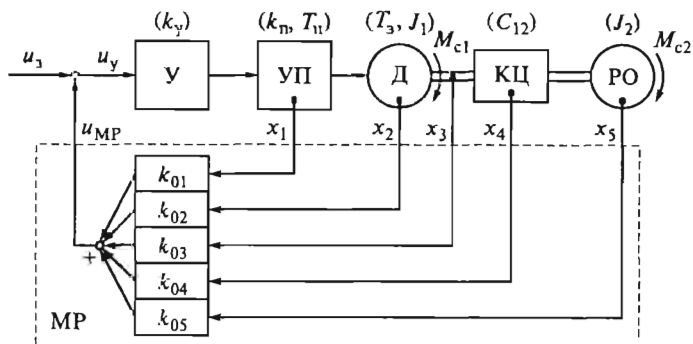 (k_у) (k_п, T_п) (T_э, J_1) (C_12) (J_2)
u_з u_у У УП Д M_с1 КЦ РО M_с2
u_МР x_1 x_2 x_3 x_4 x_5
k_01
k_02
k_03
+
k_04
k_05
МР